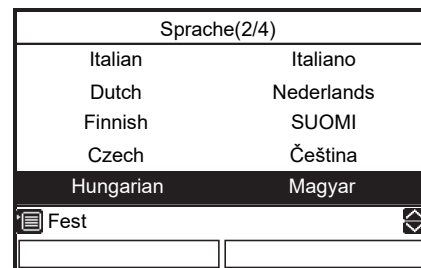 Sprache(2/4)
Italian Italiano
Dutch Nederlands
Finnish SUOMI
Czech Čeština
Hungarian Magyar
Fest